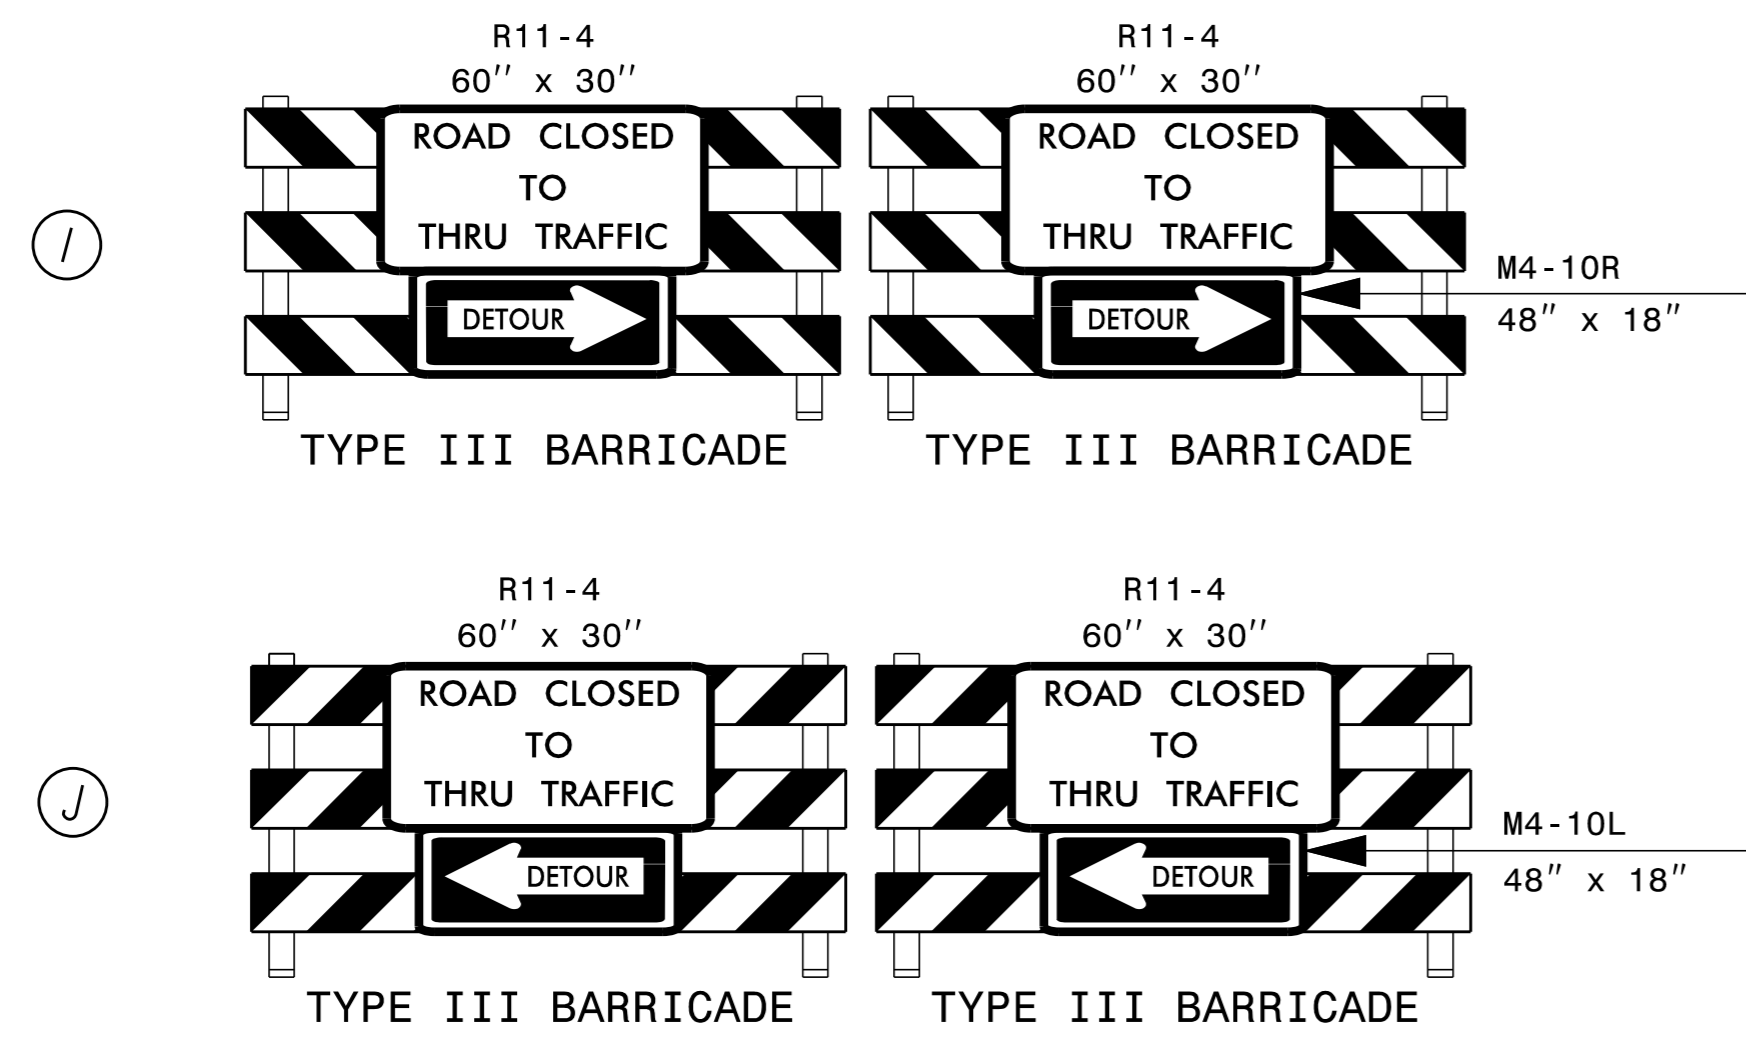 R11-4
60'' x 30''
ROAD CLOSED
TO
THRU TRAFFIC
DETOUR
TYPE III BARRICADE
R11-4
60'' x 30''
ROAD CLOSED
TO
THRU TRAFFIC
DETOUR
TYPE III BARRICADE
M4-10R
48" x 18"
I
R11-4
60'' x 30''
ROAD CLOSED
TO
THRU TRAFFIC
DETOUR
TYPE III BARRICADE
R11-4
60'' x 30''
ROAD CLOSED
TO
THRU TRAFFIC
DETOUR
TYPE III BARRICADE
M4-10L
48" x 18"
J